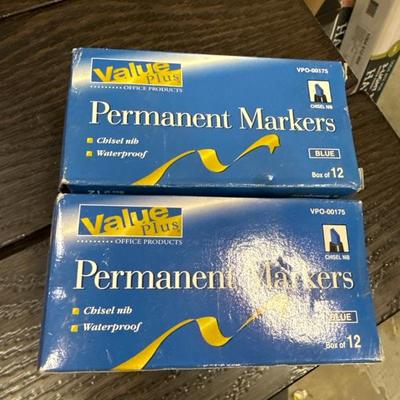 Value
Plus
OFFICE PRODUCTS
VPO-00175
CHISEL NIB
Permanent Markers
Chisel nib
Waterproof
BLUE
Box of 12
Value
Plus
OFFICE PRODUCTS
VPO-00175
CHISEL NIB
Permanent Markers
Chisel nib
Waterproof
BLUE
Box of 12